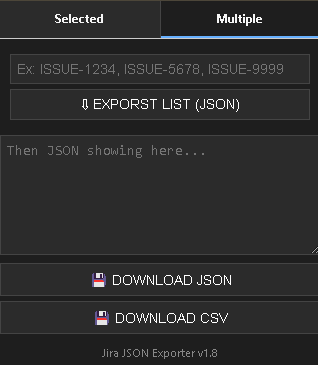 Selected Multiple
Ex: ISSUE-1234, ISSUE-5678, ISSUE-9999
⇩ EXPORST LIST (JSON)
Then JSON showing here...
💾 DOWNLOAD JSON
💾 DOWNLOAD CSV
Jira JSON Exporter v1.8